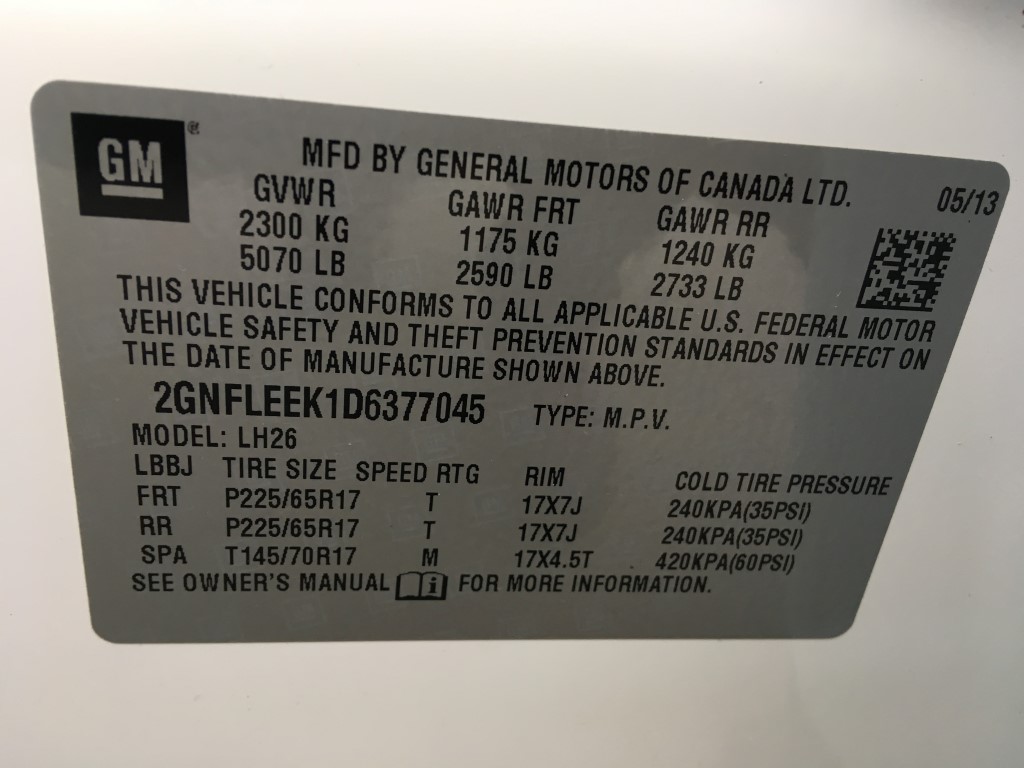 GM ®
MFD BY GENERAL MOTORS OF CANADA LTD. 05/13
GVWR GAWR FRT GAWR RR
2300 KG 1175 KG 1240 KG
5070 LB 2590 LB 2733 LB
THIS VEHICLE CONFORMS TO ALL APPLICABLE U.S. FEDERAL MOTOR
VEHICLE SAFETY AND THEFT PREVENTION STANDARDS IN EFFECT ON
THE DATE OF MANUFACTURE SHOWN ABOVE.
2GNFLEEK1D6377045 TYPE: M.P.V.
MODEL: LH26
LBBJ TIRE SIZE SPEED RTG RIM COLD TIRE PRESSURE
FRT P225/65R17 T 17X7J 240KPA(35PSI)
RR P225/65R17 T 17X7J 240KPA(35PSI)
SPA T145/70R17 M 17X4.5T 420KPA(60PSI)
SEE OWNER'S MANUAL i FOR MORE INFORMATION.